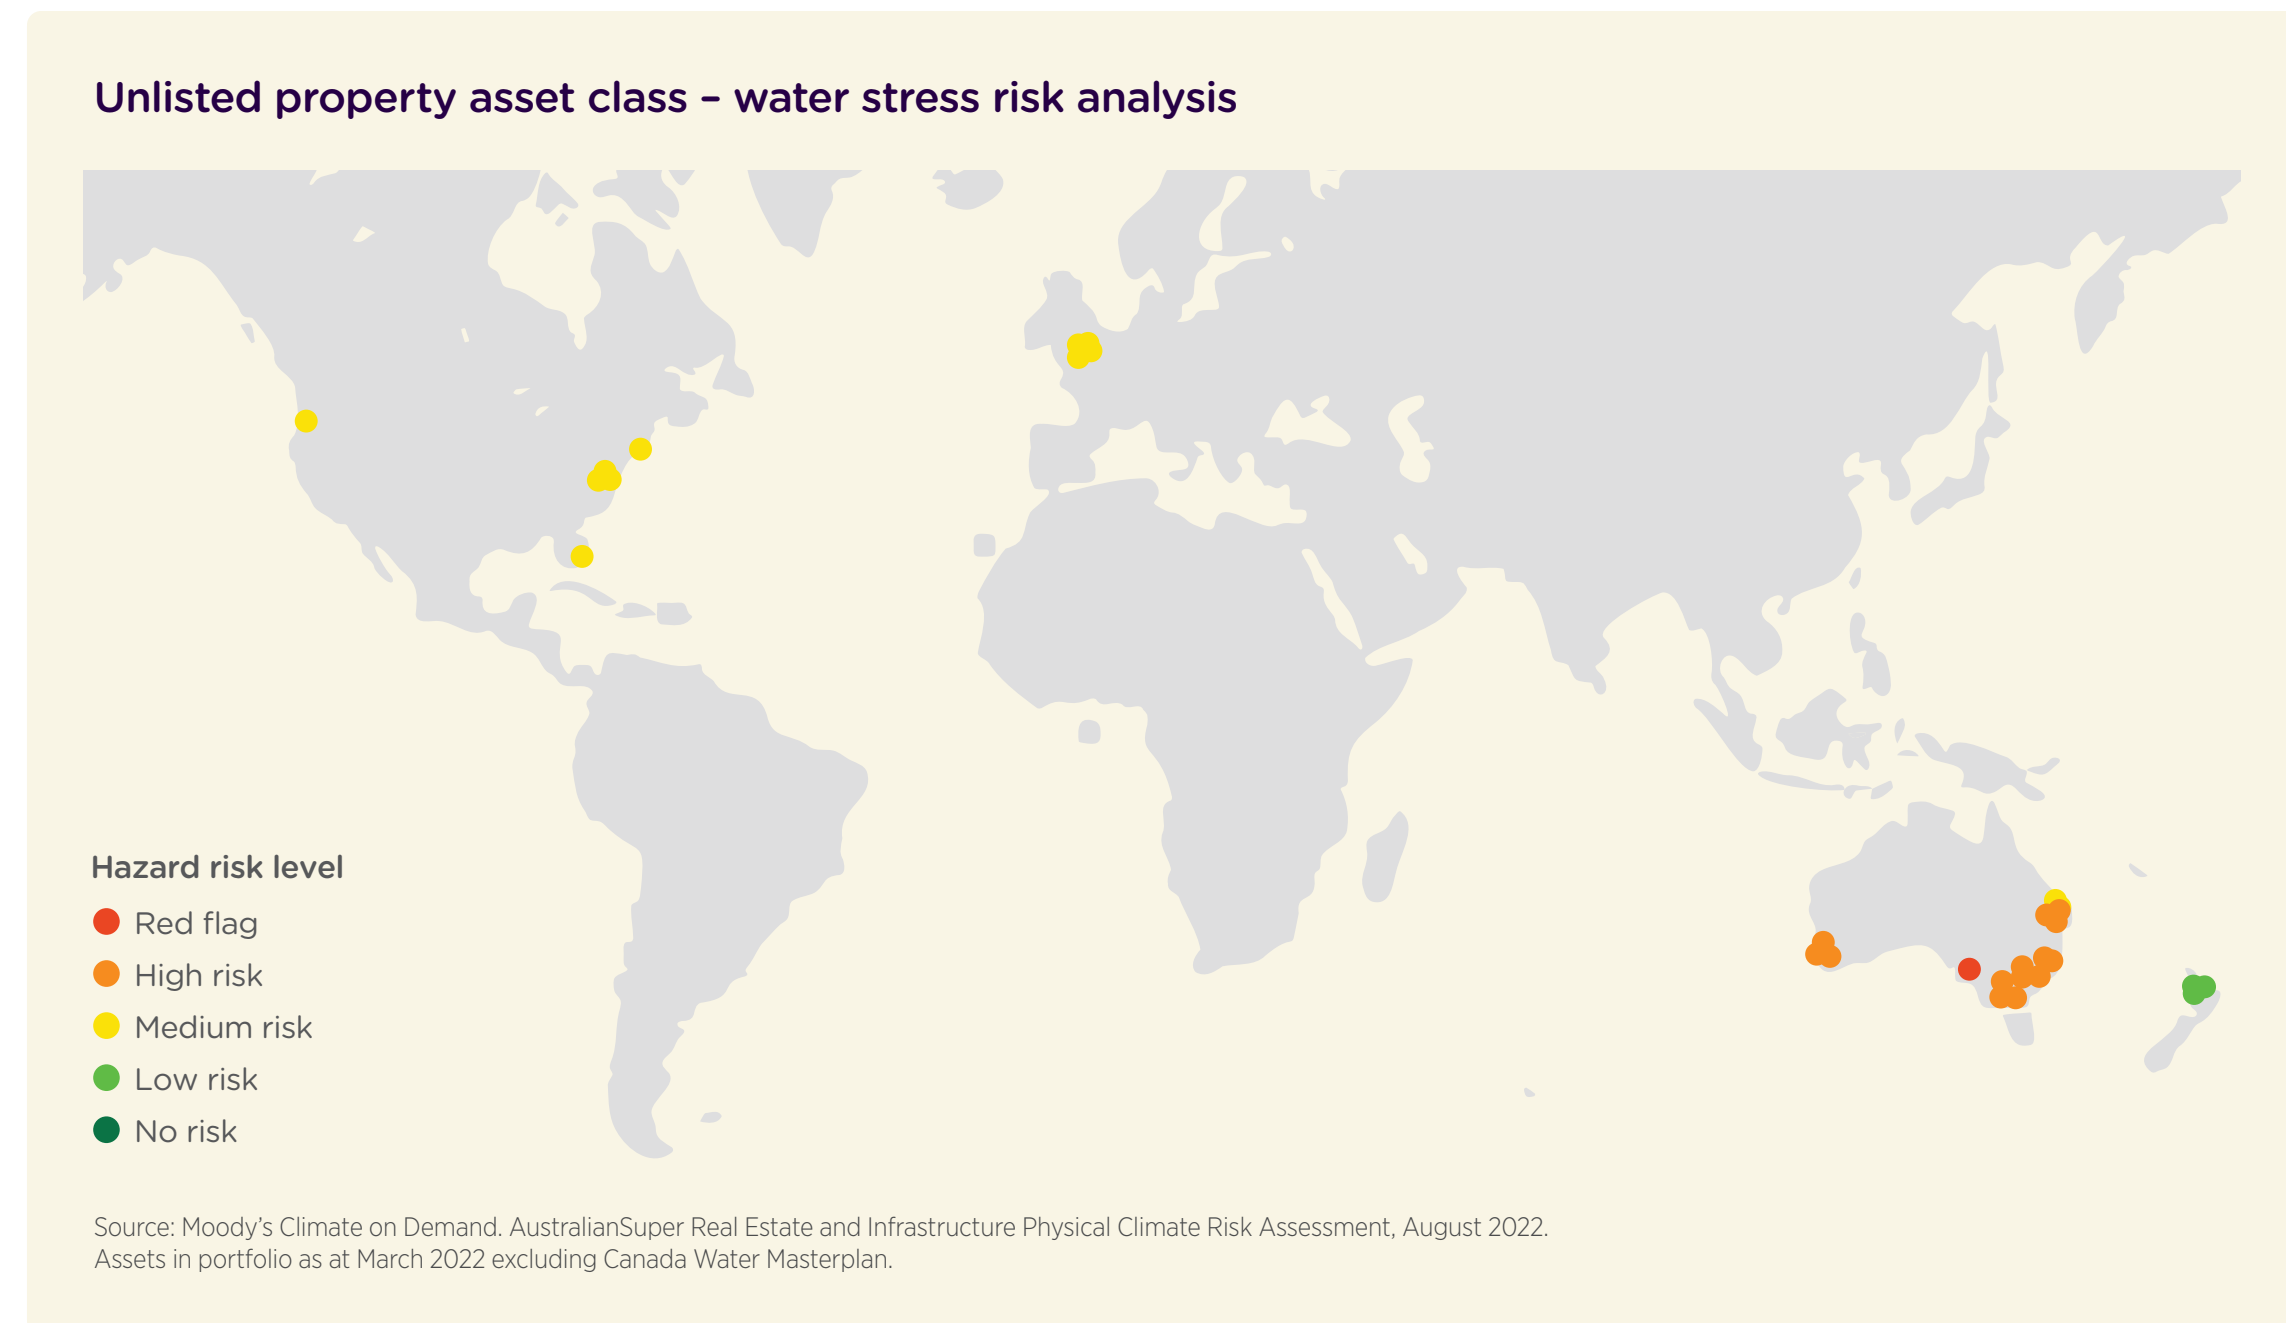 Unlisted property asset class – water stress risk analysis
Hazard risk level
Red flag
High risk
Medium risk
Low risk
No risk
Source: Moody’s Climate on Demand. AustralianSuper Real Estate and Infrastructure Physical Climate Risk Assessment, August 2022.
Assets in portfolio as at March 2022 excluding Canada Water Masterplan.